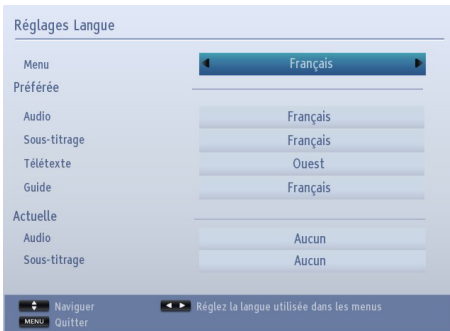 Réglages Langue
Menu Français
Préférée
Audio Français
Sous-titrage Français
Télétexte Ouest
Guide Français
Actuelle
Audio Aucun
Sous-titrage Aucun
Naviguer Réglez la langue utilisée dans les menus
MENU Quitter